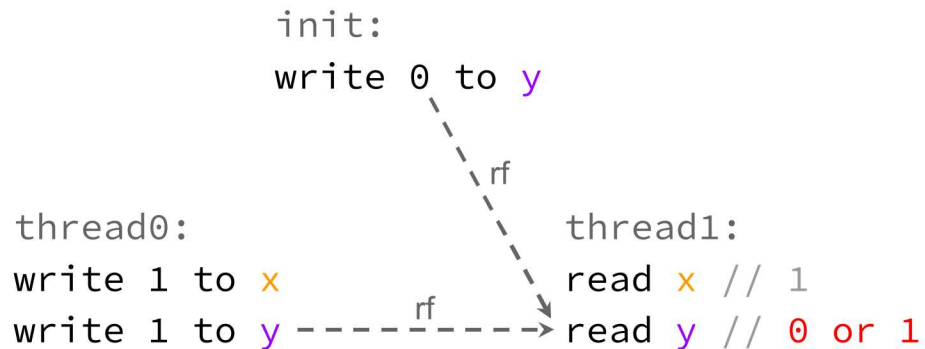 init:
write 0 to y
rf
thread0:
write 1 to x
write 1 to y
rf
thread1:
read x // 1
read y // 0 or 1